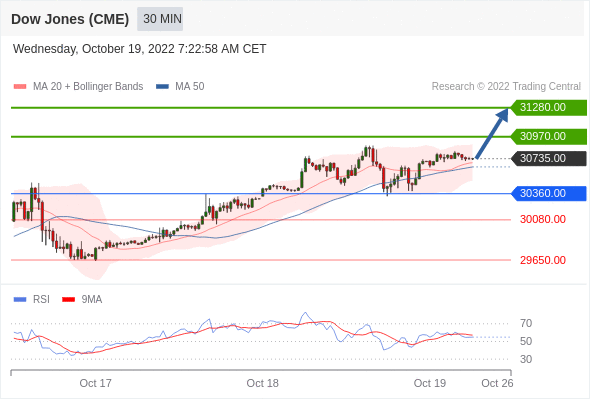 Dow Jones (CME) 30 MIN
Wednesday, October 19, 2022 7:22:58 AM CET
MA 20 + Bollinger Bands MA 50 Research © 2022 Trading Central
31280.00
30970.00
30735.00
30360.00
30080.00
29650.00
RSI 9MA
70
50
30
Oct 17 Oct 18 Oct 19 Oct 26